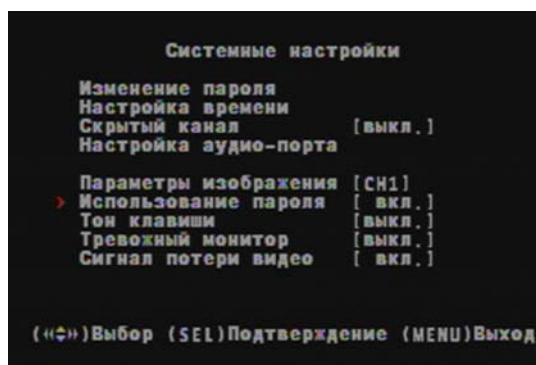 Системные настройки
Изменение пароля
Настройка времени
Скрытый канал [выкл.]
Настройка аудио-порта
Параметры изображения [CH1]
Использование пароля [ вкл.]
Тон клавиши [выкл.]
Тревожный монитор [выкл.]
Сигнал потери видео [ вкл.]
(⏪⬍⏩)Выбор (SEL)Подтверждение (MENU)Выход